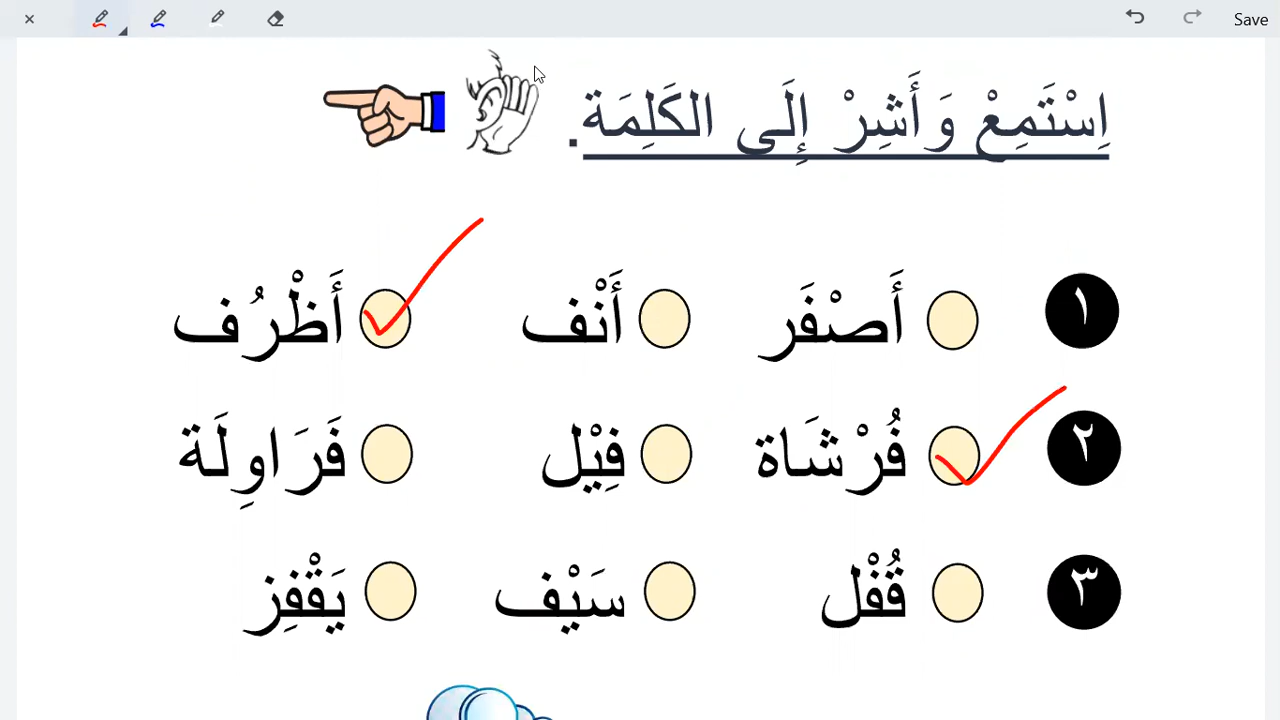 Save
اِسْتَمِعْ وَأَشِرْ إِلَى الكَلِمَة.
١ أَصْفَر أَنْف أَظْرُف
٢ فُرْشَاة فِيْل فَرَاوِلَة
٣ قُفْل سَيْف يَقْفِز